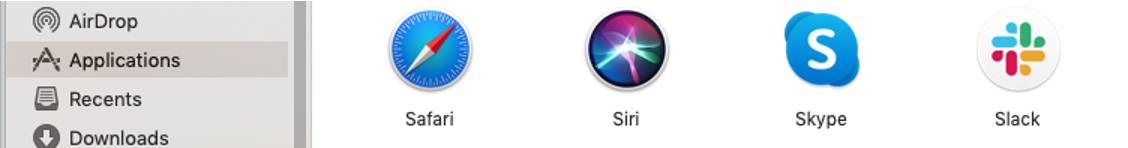 AirDrop
Applications
Recents
Downloads
S
Safari
Siri
Skype
Slack